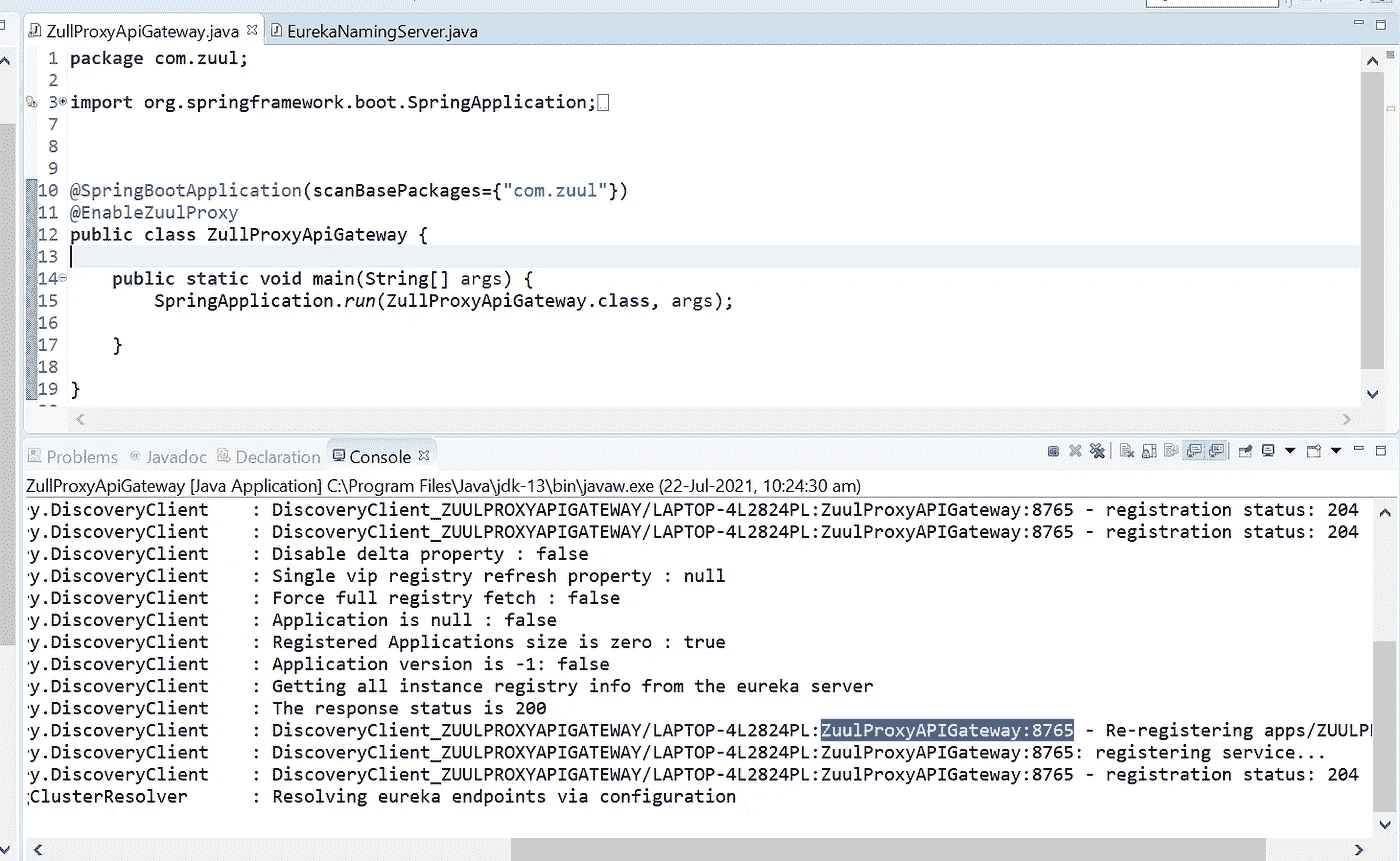 ZullProxyApiGateway.java EurekaNamingServer.java
1 package com.zuul;
2
3 import org.springframework.boot.SpringApplication;
7
8
9
10 @SpringBootApplication(scanBasePackages={"com.zuul"})
11 @EnableZuulProxy
12 public class ZullProxyApiGateway {
13
14 public static void main(String[] args) {
15 SpringApplication.run(ZullProxyApiGateway.class, args);
16
17 }
18
19 }
Problems @ Javadoc Declaration Console
ZullProxyApiGateway [Java Application] C:\Program Files\Java\jdk-13\bin\javaw.exe (22-Jul-2021, 10:24:30 am)
y.DiscoveryClient : DiscoveryClient_ZUULPROXYAPIGATEWAY/LAPTOP-4L2824PL:ZuulProxyAPIGateway:8765 - registration status: 204
y.DiscoveryClient : DiscoveryClient_ZUULPROXYAPIGATEWAY/LAPTOP-4L2824PL:ZuulProxyAPIGateway:8765 - registration status: 204
y.DiscoveryClient : Disable delta property : false
y.DiscoveryClient : Single vip registry refresh property : null
y.DiscoveryClient : Force full registry fetch : false
y.DiscoveryClient : Application is null : false
y.DiscoveryClient : Registered Applications size is zero : true
y.DiscoveryClient : Application version is -1: false
y.DiscoveryClient : Getting all instance registry info from the eureka server
y.DiscoveryClient : The response status is 200
y.DiscoveryClient : DiscoveryClient_ZUULPROXYAPIGATEWAY/LAPTOP-4L2824PL:ZuulProxyAPIGateway:8765 - Re-registering apps/ZUULP
y.DiscoveryClient : DiscoveryClient_ZUULPROXYAPIGATEWAY/LAPTOP-4L2824PL:ZuulProxyAPIGateway:8765: registering service...
y.DiscoveryClient : DiscoveryClient_ZUULPROXYAPIGATEWAY/LAPTOP-4L2824PL:ZuulProxyAPIGateway:8765 - registration status: 204
ClusterResolver : Resolving eureka endpoints via configuration